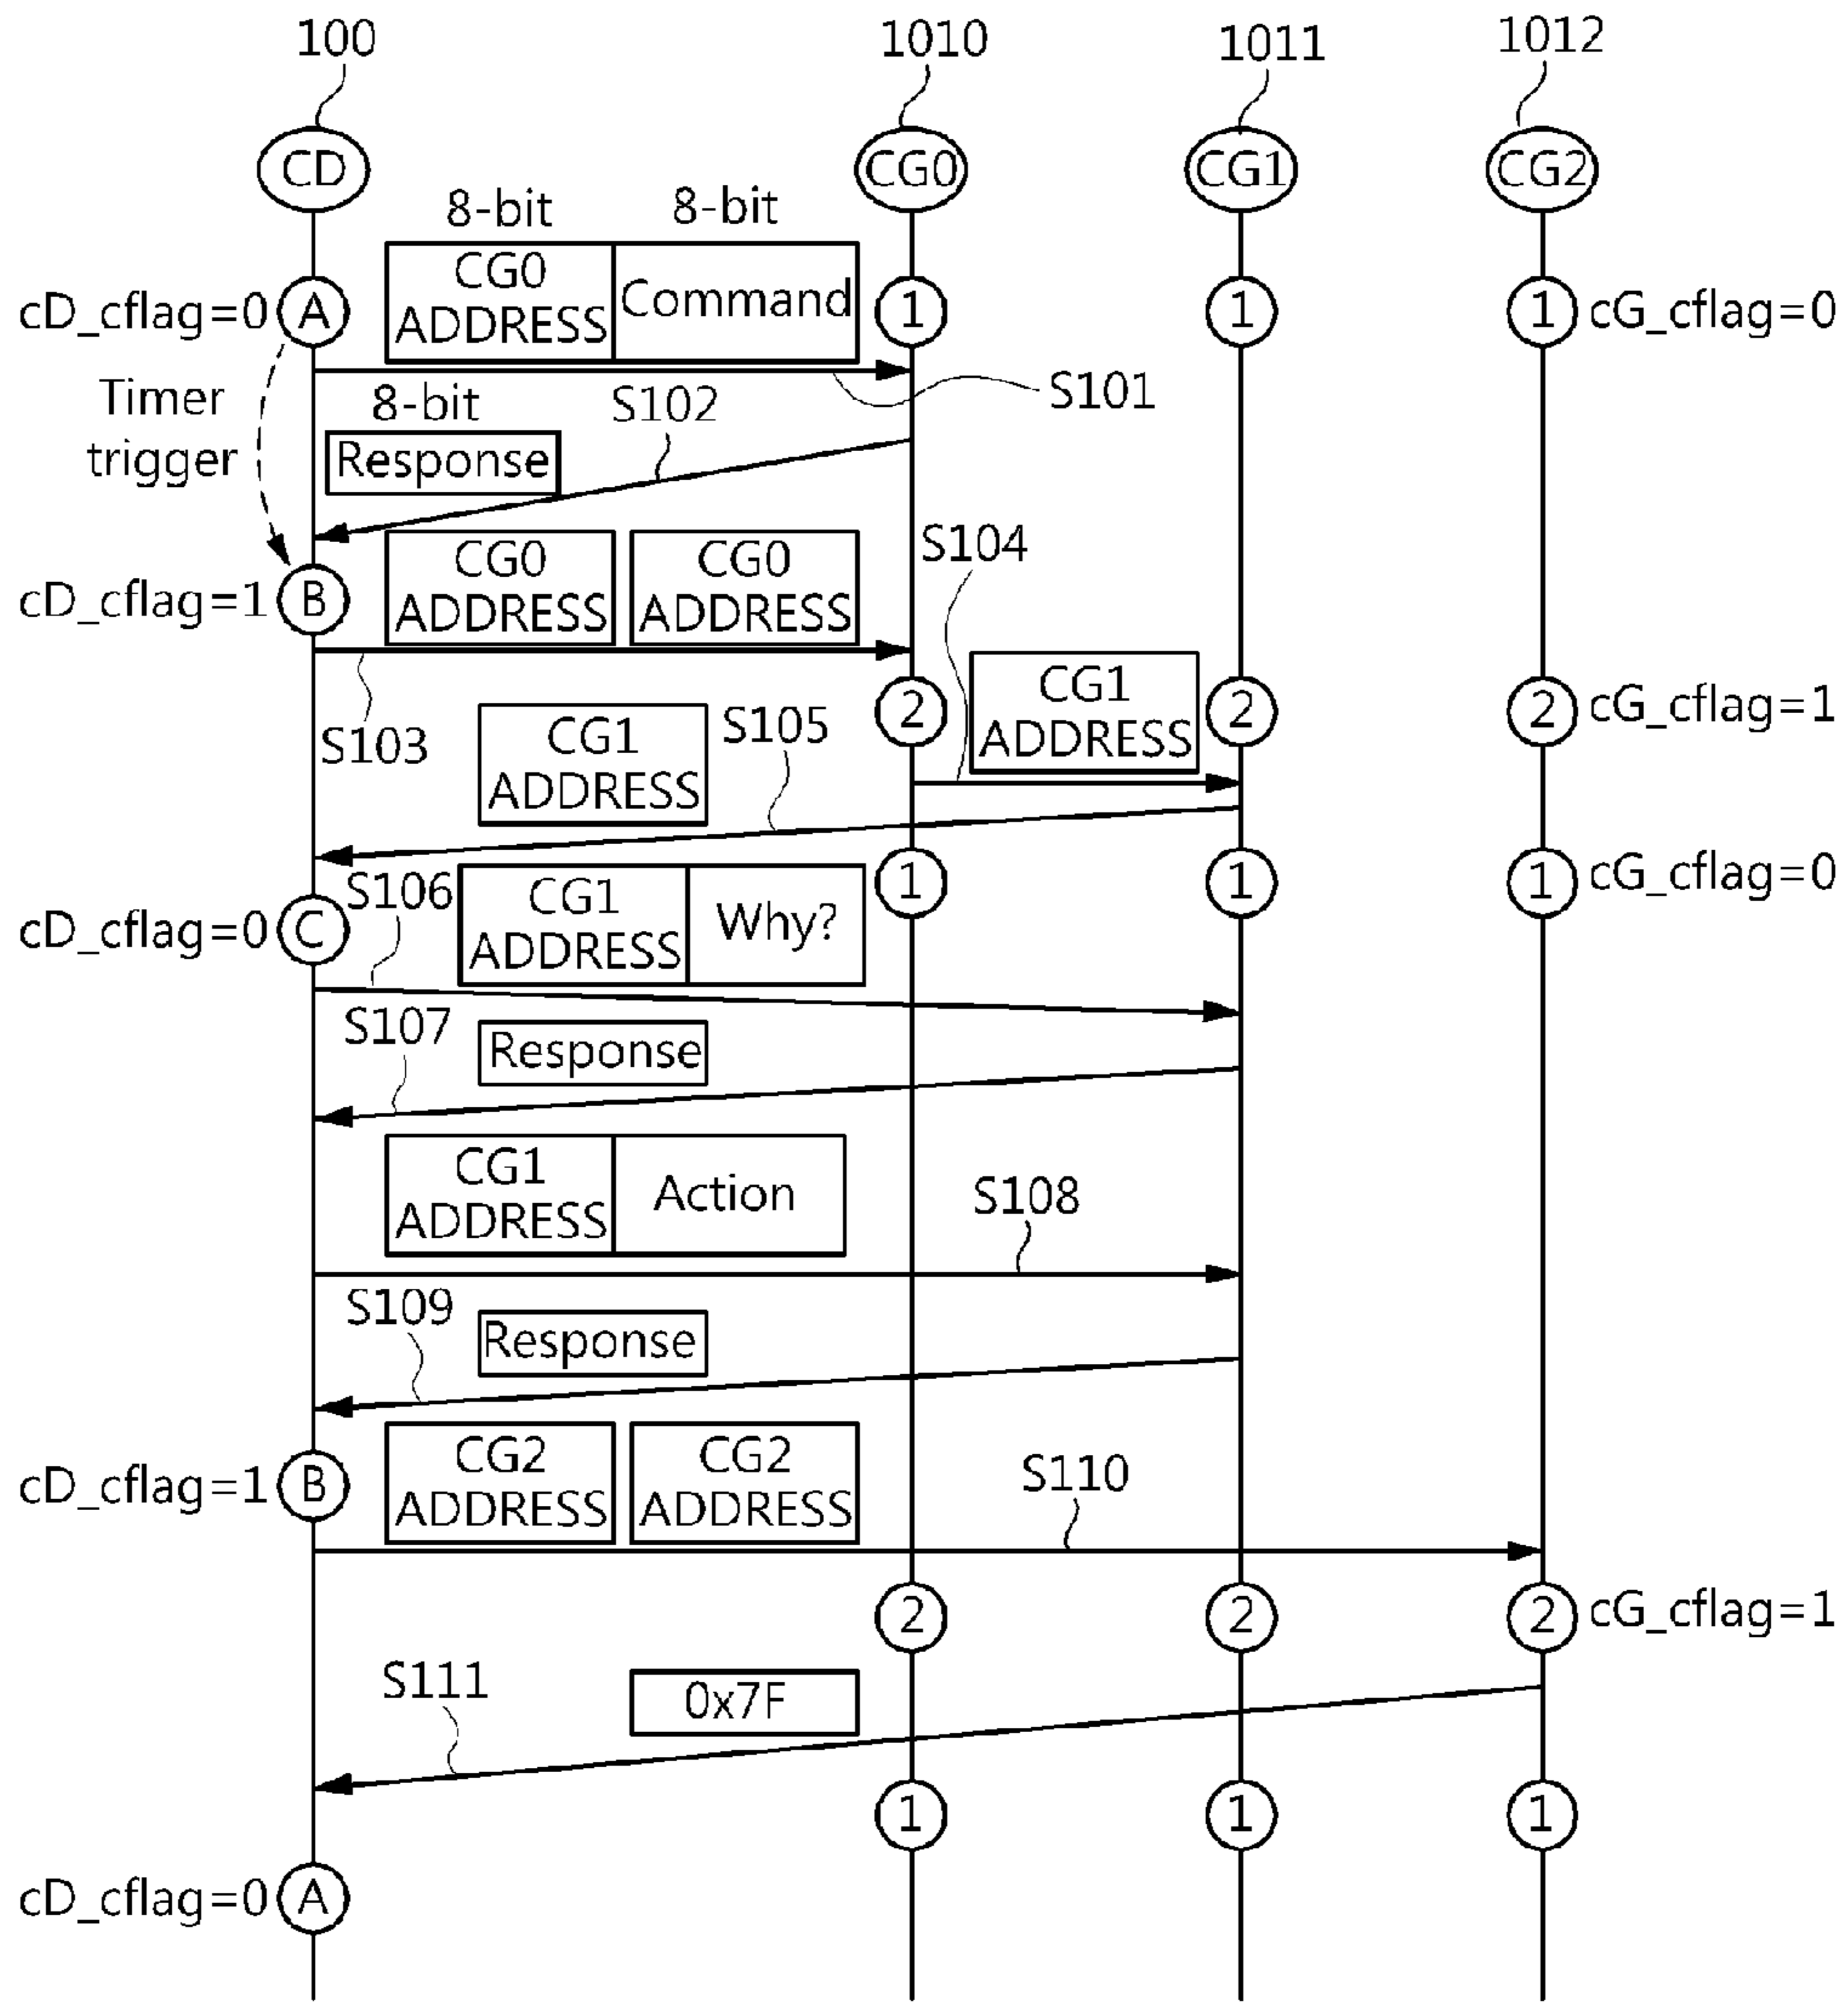 100 1010 1011 1012
CD CG0 CG1 CG2
8-bit 8-bit
CG0
ADDRESS
Command
cD_cflag=0 A 1 1 1 cG_cflag=0
S101
Timer
trigger
8-bit S102
Response
S104
CG0
ADDRESS
CG0
ADDRESS
cD_cflag=1 B
S103
CG1
ADDRESS
2 2 2 cG_cflag=1
CG1
ADDRESS
S105
1 1 1 cG_cflag=0
S106
CG1
ADDRESS
Why?
cD_cflag=0 C
S107
Response
CG1
ADDRESS
Action
S108
S109
Response
CG2
ADDRESS
CG2
ADDRESS
S110
cD_cflag=1 B
2 2 2 cG_cflag=1
S111
0x7F
1 1 1
cD_cflag=0 A